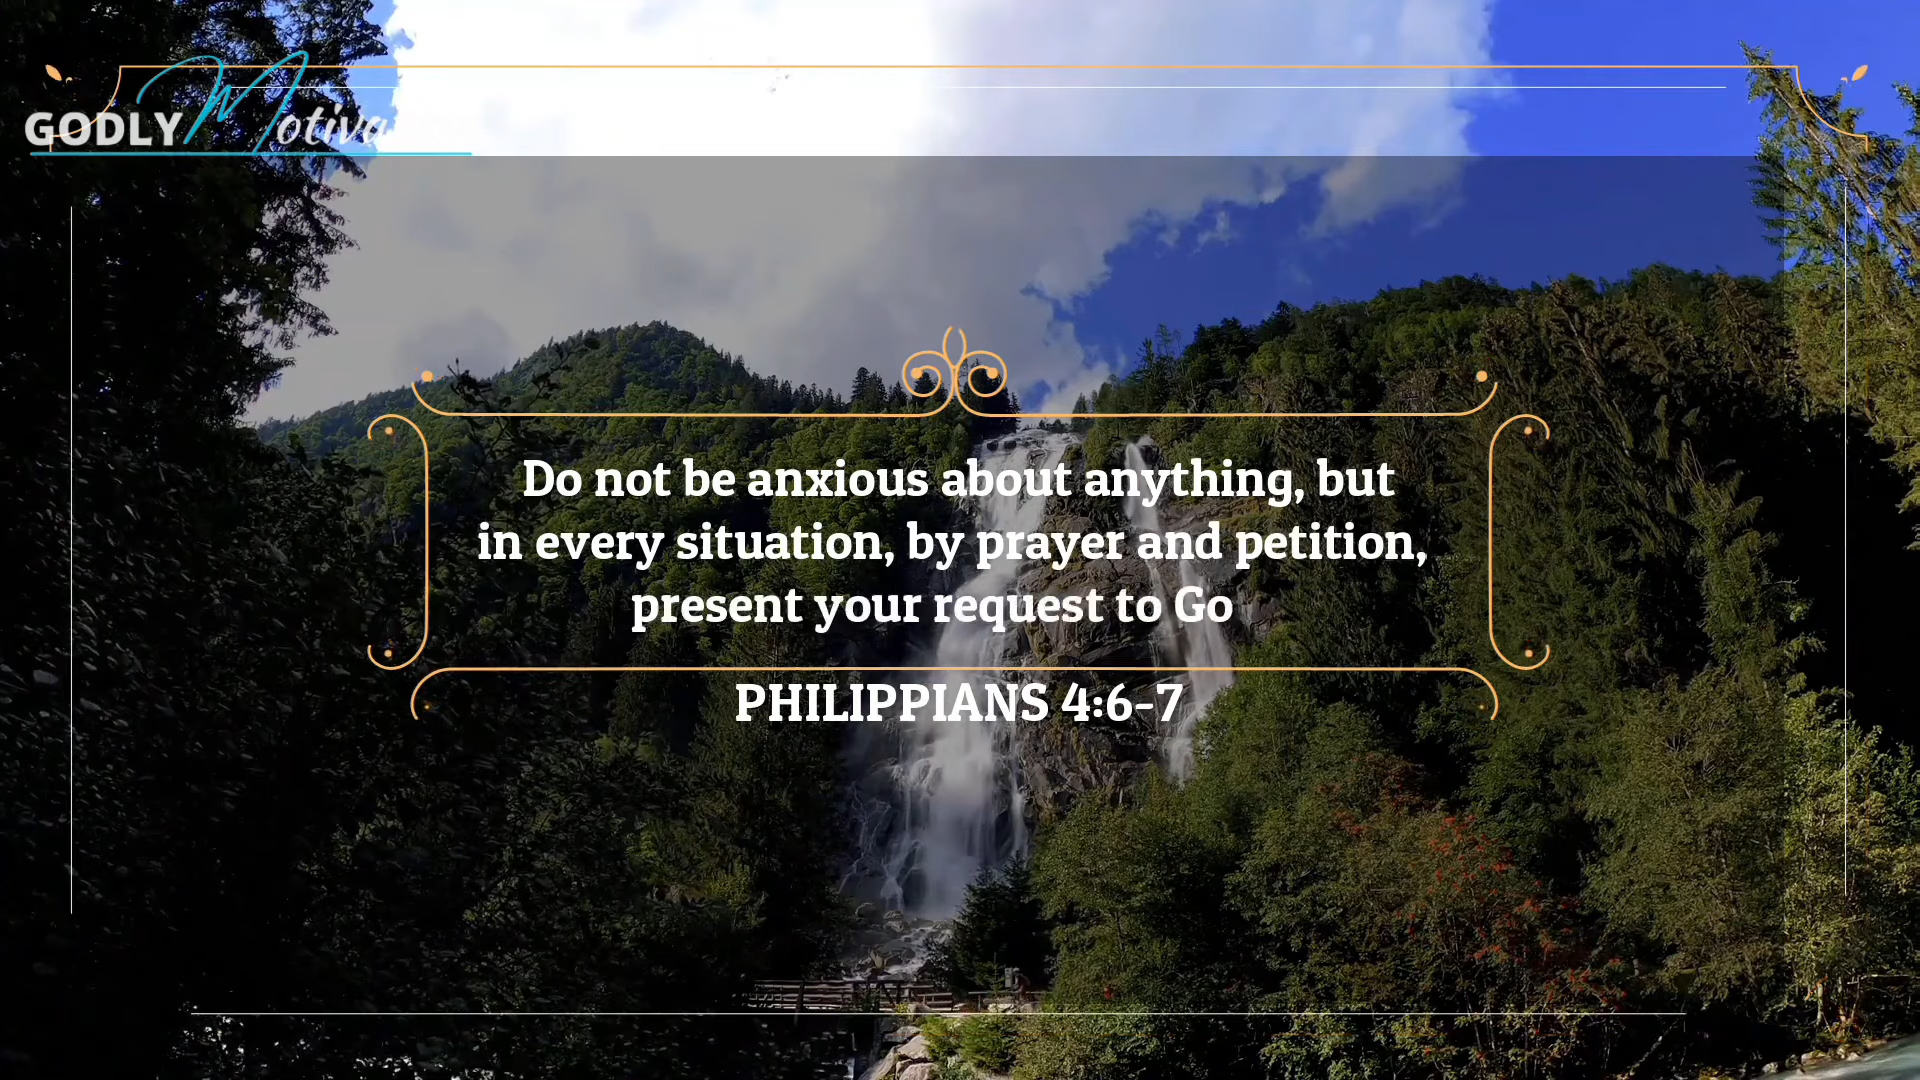 GODLY Motiva
Do not be anxious about anything, but
in every situation, by prayer and petition,
present your request to Go
PHILIPPIANS 4:6-7